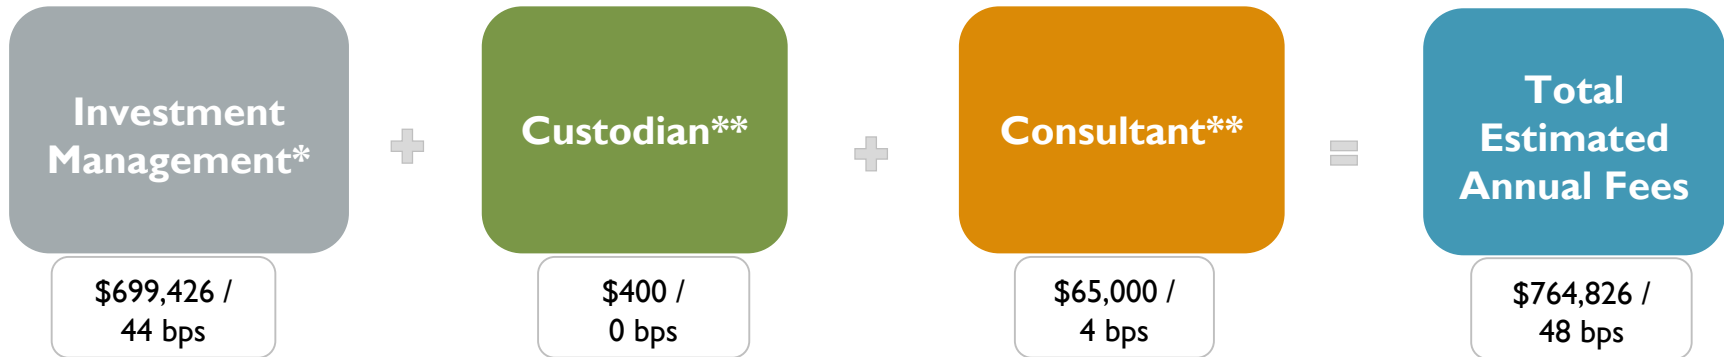 Investment
Management*
Custodian**
Consultant**
Total
Estimated
Annual Fees
$699,426 /
44 bps
$400 /
0 bps
$65,000 /
4 bps
$764,826 /
48 bps